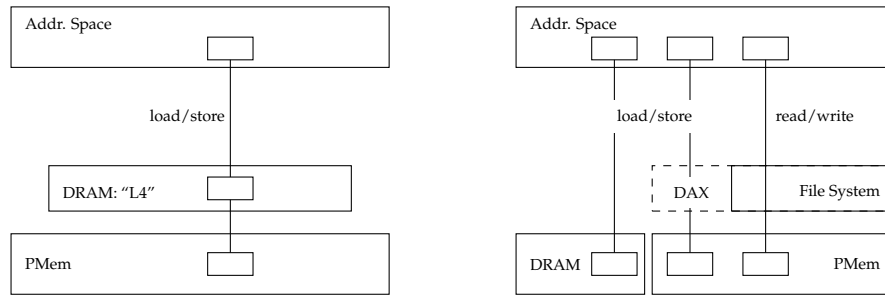 Addr. Space
load/store
DRAM: “L4”
PMem
Addr. Space
load/store
read/write
DAX
File System
DRAM
PMem